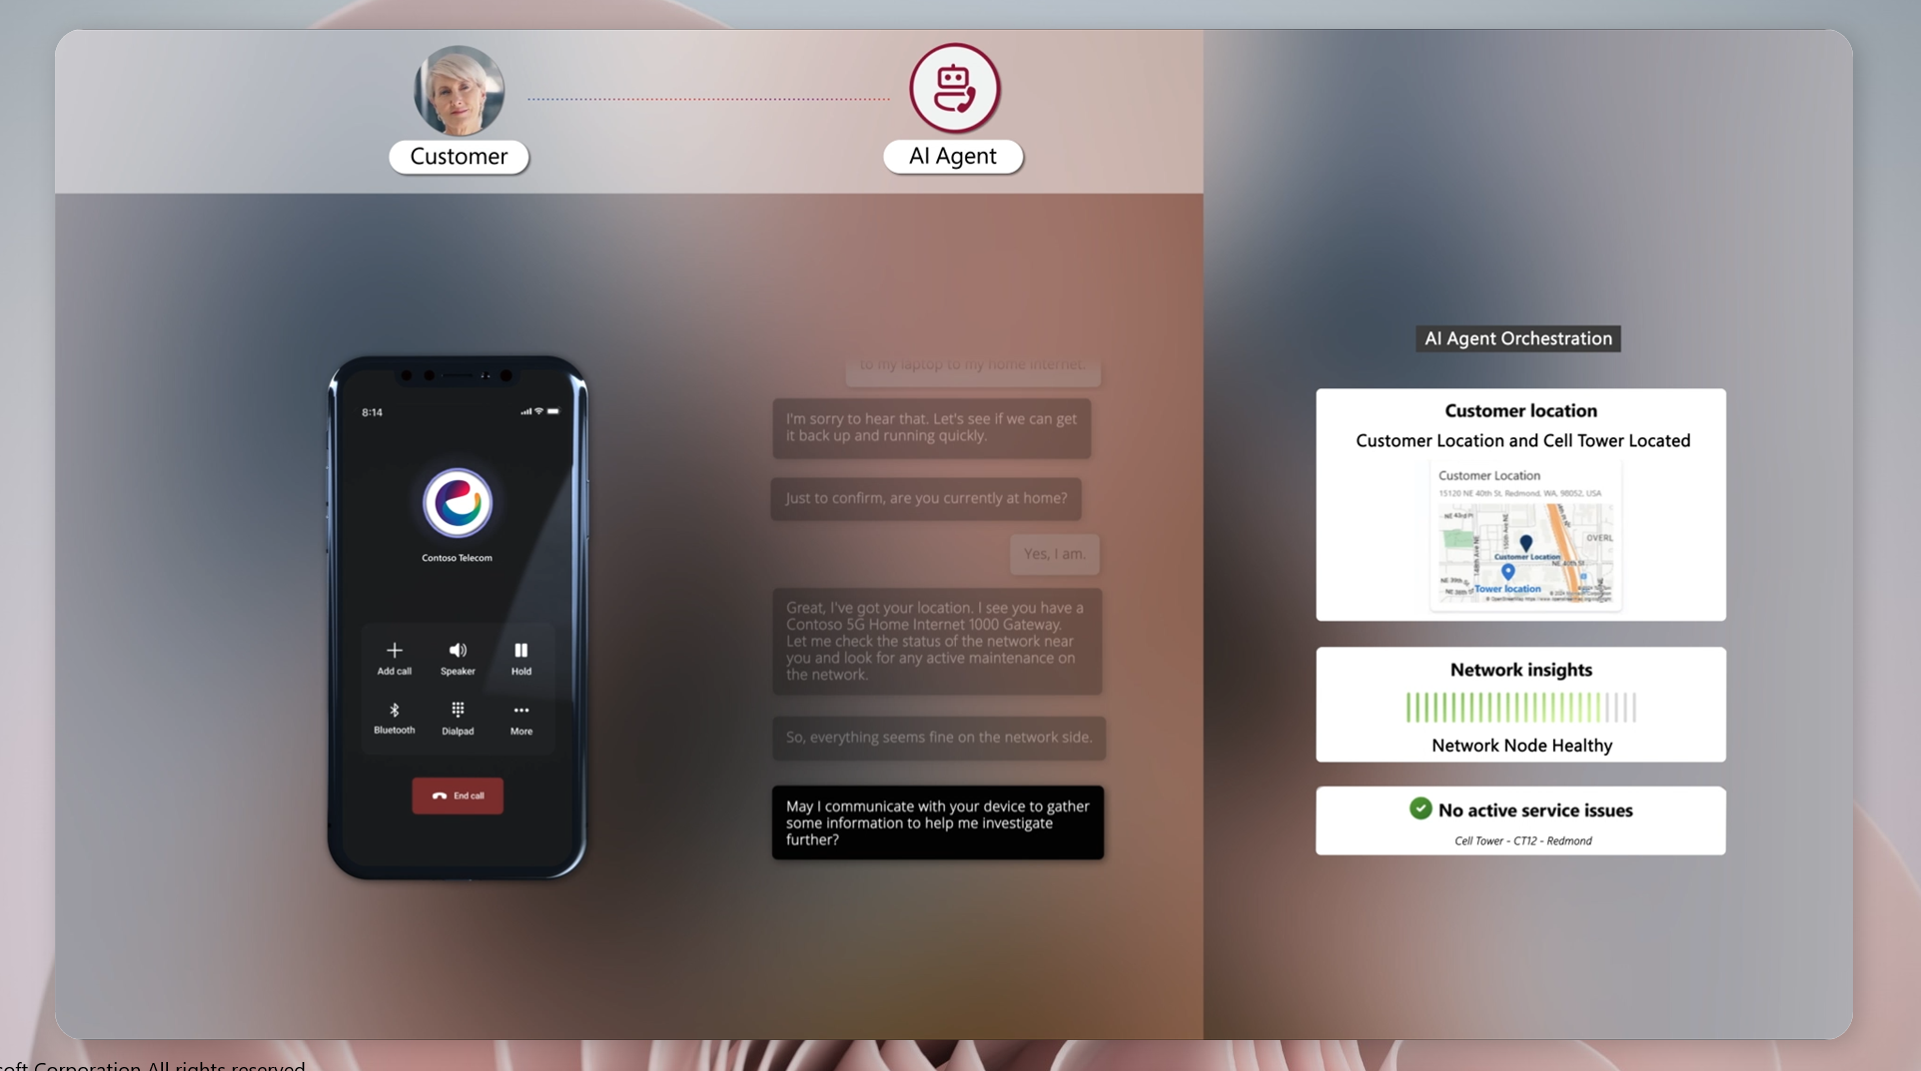 Customer
AI Agent
8:14
Contoso Telecom
Add call
Speaker
Hold
Bluetooth
Dialpad
More
End call
to my laptop to my home internet.
I'm sorry to hear that. Let's see if we can get
it back up and running quickly.
Just to confirm, are you currently at home?
Yes, I am.
Great, I've got your location. I see you have a
Contoso 5G Home Internet 1000 Gateway.
Let me check the status of the network near
you and look for any active maintenance on
the network.
So, everything seems fine on the network side.
May I communicate with your device to gather
some information to help me investigate
further?
AI Agent Orchestration
Customer location
Customer Location and Cell Tower Located
Customer Location
15120 NE 40th St, Redmond, WA, 98052, USA
OVERL
Customer Location
Tower location
Network insights
Network Node Healthy
No active service issues
Cell Tower - CT12 - Redmond
soft Corporation All rights reserved